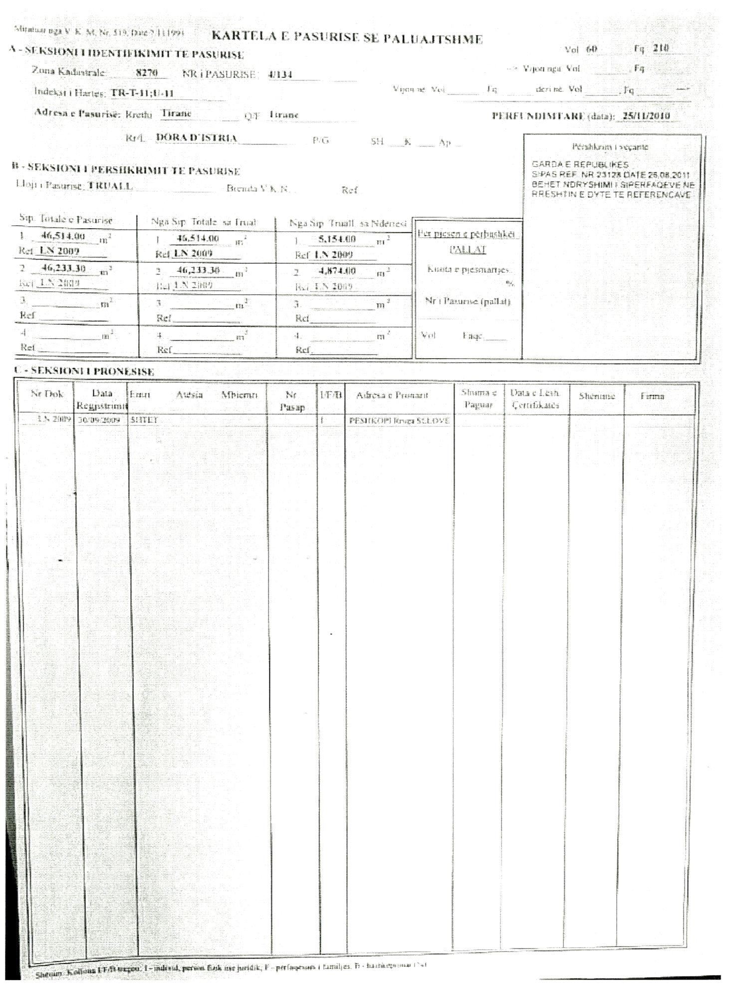 Miratuar nga V. K. M. Nr. 519, Date 7.11.1994
KARTELA E PASURISE SE PALUAJTSHME
A - SEKSIONI I IDENTIFIKIMIT TE PASURISE
Vol 60 Fq 210
Zona Kadastrale: 8270 NR i PASURISE: 4/134
Vijon nga Vol , Fq
Indeksi i Hartes: TR-T-11;U-11
Vijon ne Vol Fq deri ne Vol , Fq
Adresa e Pasurisë: Rrethi Tirane Q/F Tirane
PERFUNDIMTARE (data): 25/11/2010
Rr/L DORA D'ISTRIA P/G SH K Ap
Përshkrim i veçantë
GARDA E REPUBLIKES
SIPAS REF. NR 23128 DATE 26.08.2011
BEHET NDRYSHIMI I SIPERFAQEVE NE
RRESHTIN E DYTE TE REFERENCAVE
B - SEKSIONI I PERSHKRIMIT TE PASURISE
Lloji i Pasurise: TRUALL Brenda V.K.N. Ref
Sip. Totale e Pasurise Nga Sip. Totale sa Truall Nga Sip. Truall sa Nderresë
1 46,514.00 m² 1. 46,514.00 m² 1. 5,154.00 m²
Ref LN 2009 Ref LN 2009 Ref LN 2009
2 46,233.30 m² 2 46,233.30 m² 2. 4,874.00 m²
Ref LN 2009 Ref LN 2009 Ref LN 2009
3. m² 3 m² 3. m²
Ref Ref Ref
4. m² 4 m² 4. m²
Ref Ref Ref
Për pjesen e përbashkët
PALLAT
Kuota e pjesmarrjes
%
Nr i Pasurise (pallat)
Vol Faqe
C - SEKSIONI I PRONESISE
Nr Dok Data Regjistrimit Emri Atësia Mbiemri Nr Pasap I/F/B Adresa e Pronarit Shuma e Paguar Data e Lësh. Çertifikatës Shënime Firma
LN 2009 30/09/2009 SHTET I PESHKOPI Rruga SLLOVE
Shenim: Kollona I/F/B tregon: I - individ, person fizik ose juridik, F - perfaqesues i familjes, B - bashkepronar